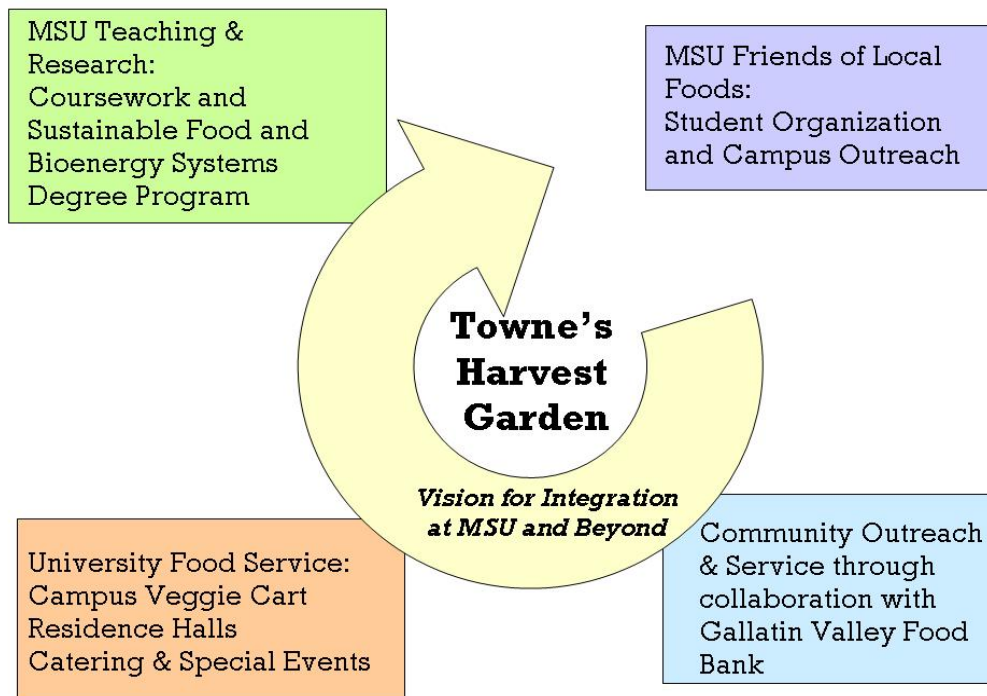 MSU Teaching &
Research:
Coursework and
Sustainable Food and
Bioenergy Systems
Degree Program
MSU Friends of Local
Foods:
Student Organization
and Campus Outreach
Towne's
Harvest
Garden
Vision for Integration
at MSU and Beyond
University Food Service:
Campus Veggie Cart
Residence Halls
Catering & Special Events
Community Outreach
& Service through
collaboration with
Gallatin Valley Food
Bank